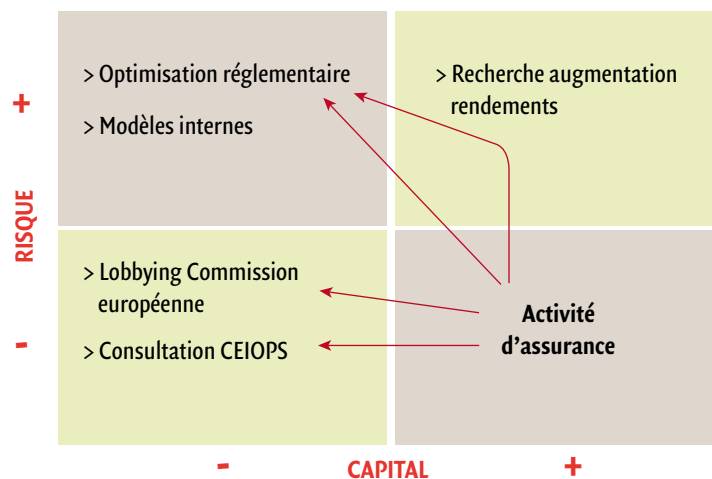 > Optimisation réglementaire
> Modèles internes
> Recherche augmentation
rendements
+
RISQUE
-
> Lobbying Commission
européenne
> Consultation CEIOPS
Activité
d'assurance
-
CAPITAL
+